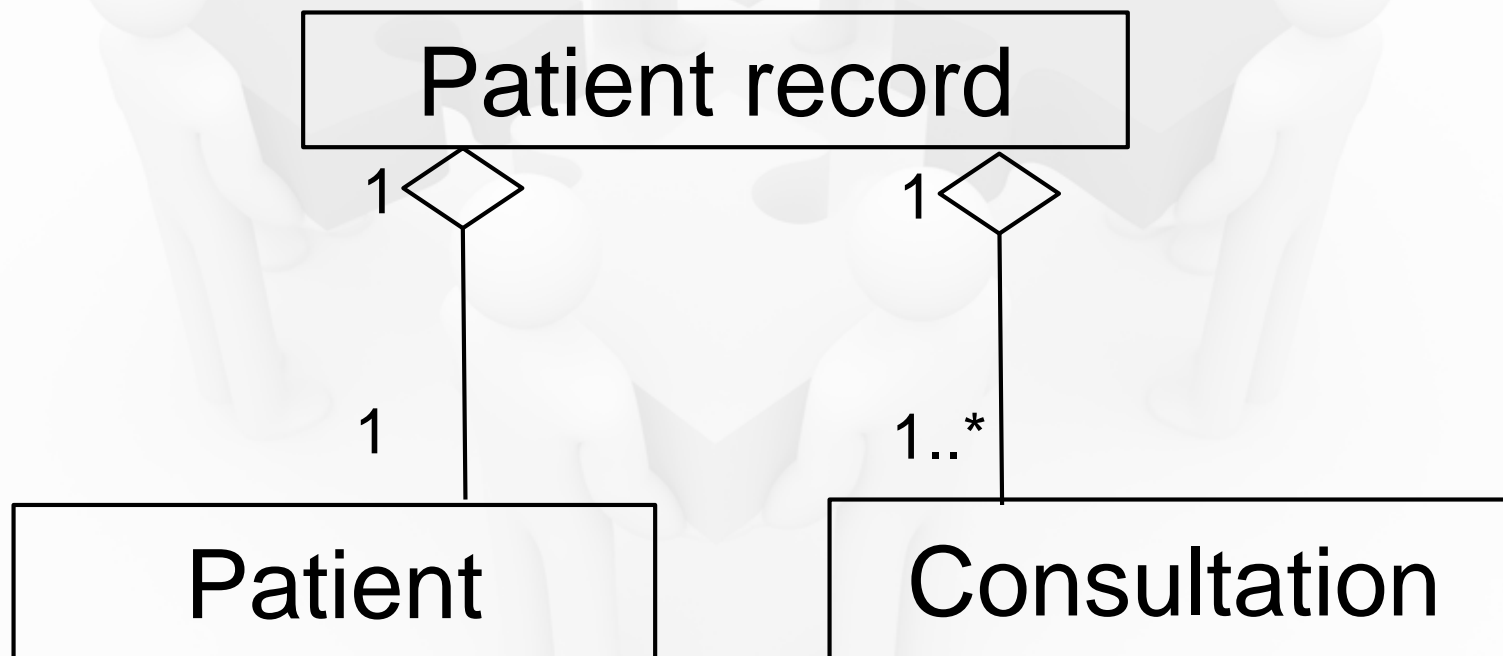 Patient record
1 1
1 1..*
Patient Consultation